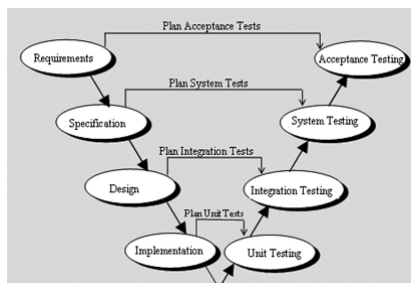 Plan Acceptance Tests
Requirements
Acceptance Testing
Plan System Tests
Specification
System Testing
Plan Integration Tests
Design
Integration Testing
Plan Unit Tests
Implementation
Unit Testing